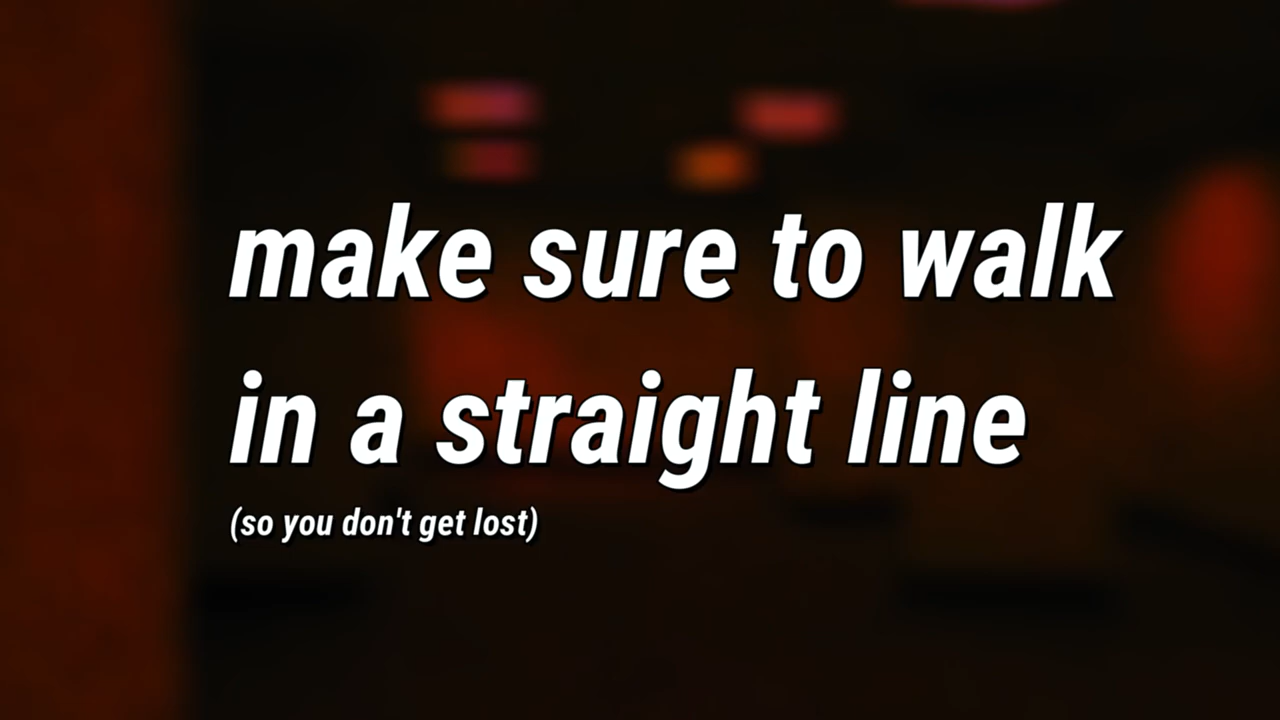 make sure to walk
in a straight line
(so you don't get lost)